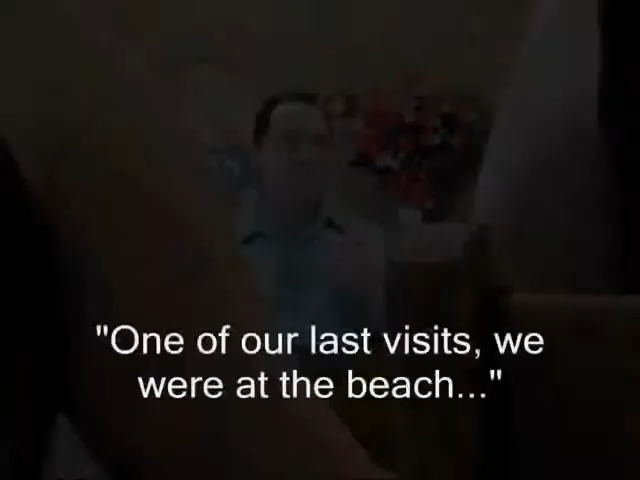 "One of our last visits, we
were at the beach..."